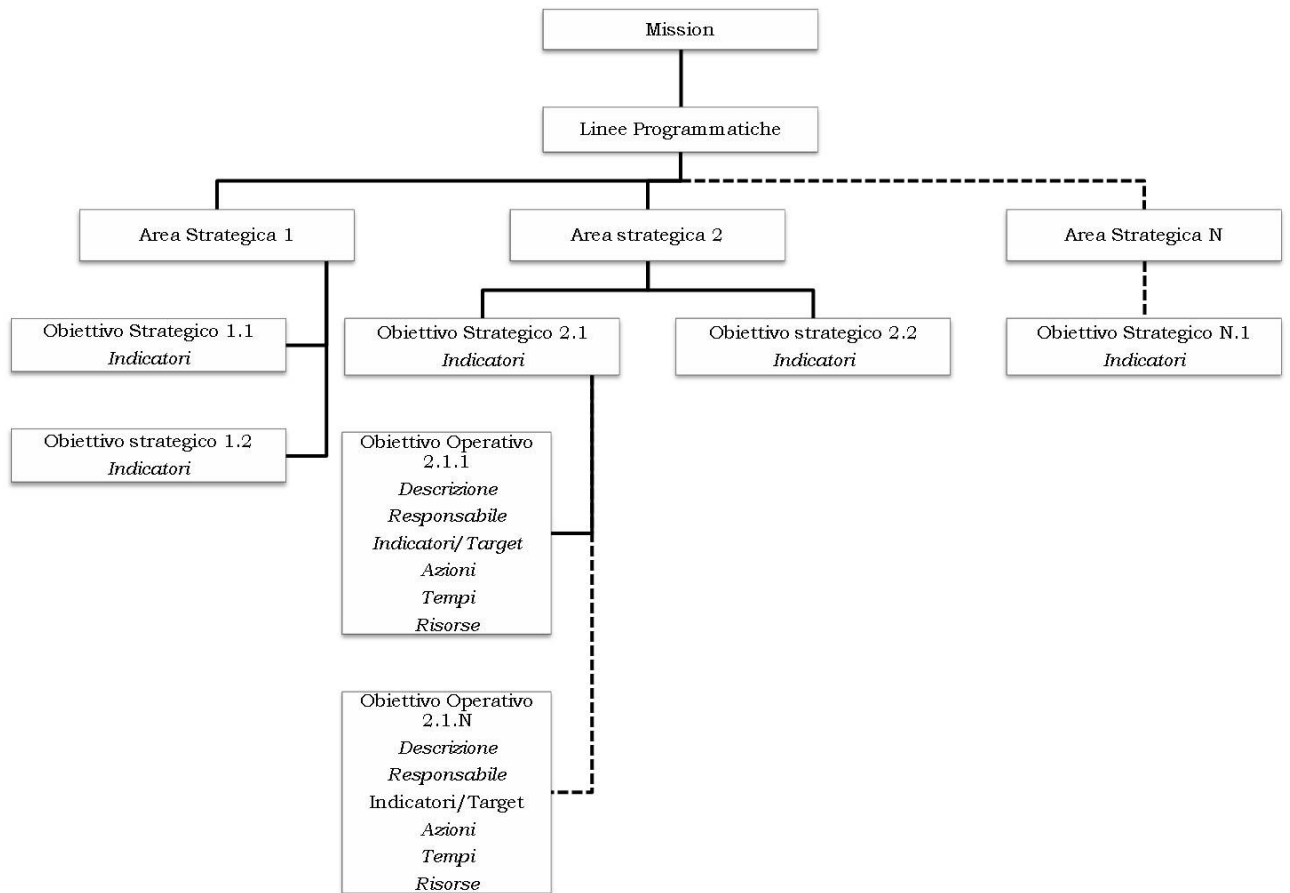 Mission
Linee Programmatiche
Area Strategica 1
Area strategica 2
Area Strategica N
Obiettivo Strategico 1.1
Indicatori
Obiettivo Strategico 2.1
Indicatori
Obiettivo strategico 2.2
Indicatori
Obiettivo Strategico N.1
Indicatori
Obiettivo strategico 1.2
Indicatori
Obiettivo Operativo
2.1.1
Descrizione
Responsabile
Indicatori/Target
Azioni
Tempi
Risorse
Obiettivo Operativo
2.1.N
Descrizione
Responsabile
Indicatori/Target
Azioni
Tempi
Risorse